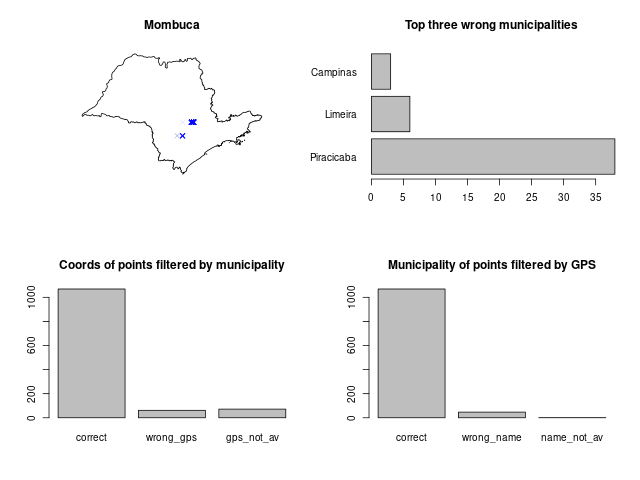 Mombuca
Top three wrong municipalities
Campinas
Limeira
Piracicaba
0 5 10 15 20 25 30 35
Coords of points filtered by municipality
0 200 600 1000
correct wrong_gps gps_not_av
Municipality of points filtered by GPS
0 200 600 1000
correct wrong_name name_not_av